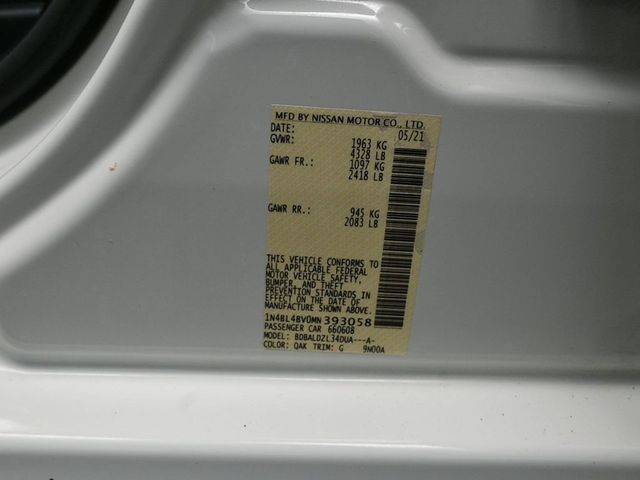 MFD BY NISSAN MOTOR CO., LTD.
DATE: 05/21
GVWR: 1963 KG
4328 LB
GAWR FR.: 1097 KG
2418 LB
GAWR RR.: 945 KG
2083 LB
THIS VEHICLE CONFORMS TO
ALL APPLICABLE FEDERAL
MOTOR VEHICLE SAFETY,
BUMPER, AND THEFT
PREVENTION STANDARDS IN
EFFECT ON THE DATE OF
MANUFACTURE SHOWN ABOVE.
1N4BL4BV0MN393058
PASSENGER CAR 660608
MODEL: BDBALDZL34DUA---A-
COLOR: QAK TRIM: G 9N00A